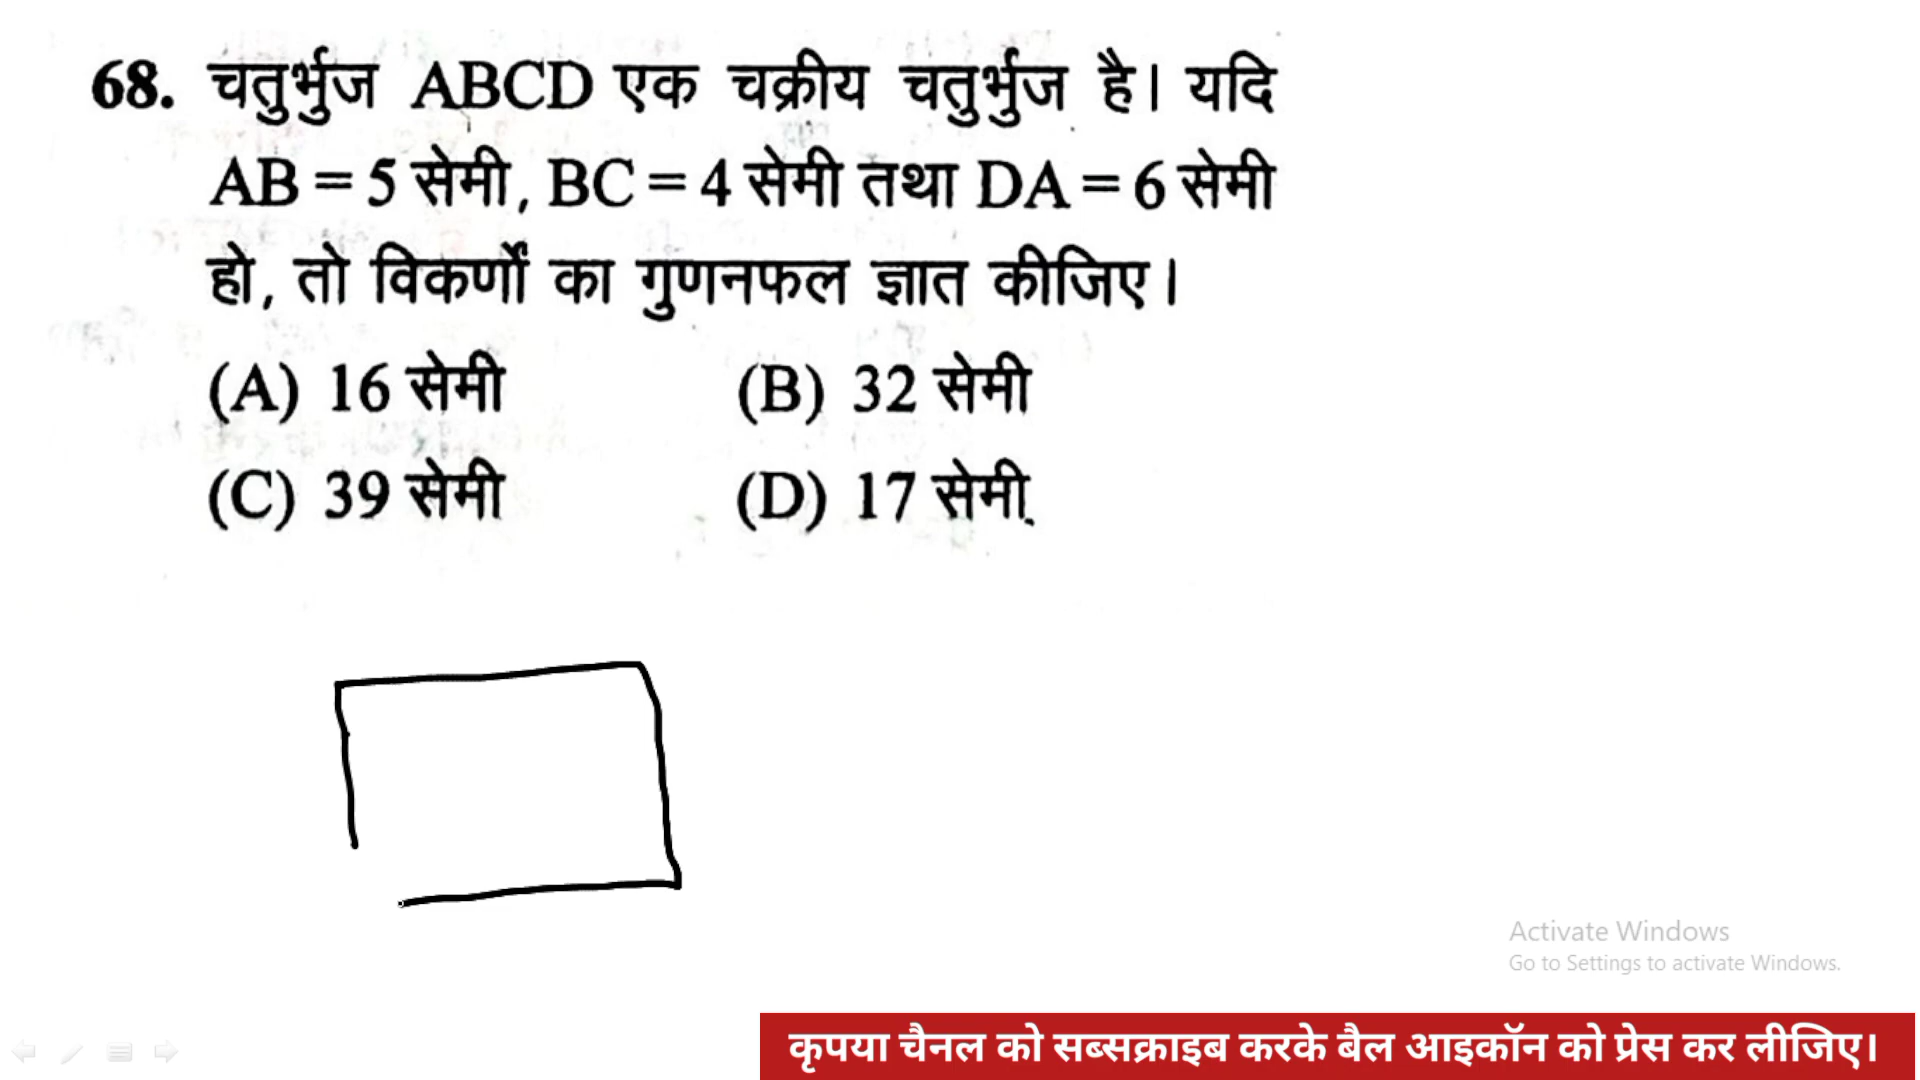 68. चतुर्भुज ABCD एक चक्रीय चतुर्भुज है। यदि
AB = 5 सेमी, BC = 4 सेमी तथा DA = 6 सेमी
हो, तो विकर्णों का गुणनफल ज्ञात कीजिए।
(A) 16 सेमी (B) 32 सेमी
(C) 39 सेमी (D) 17 सेमी
Activate Windows
Go to Settings to activate Windows.
कृपया चैनल को सब्सक्राइब करके बैल आइकॉन को प्रेस कर लीजिए।